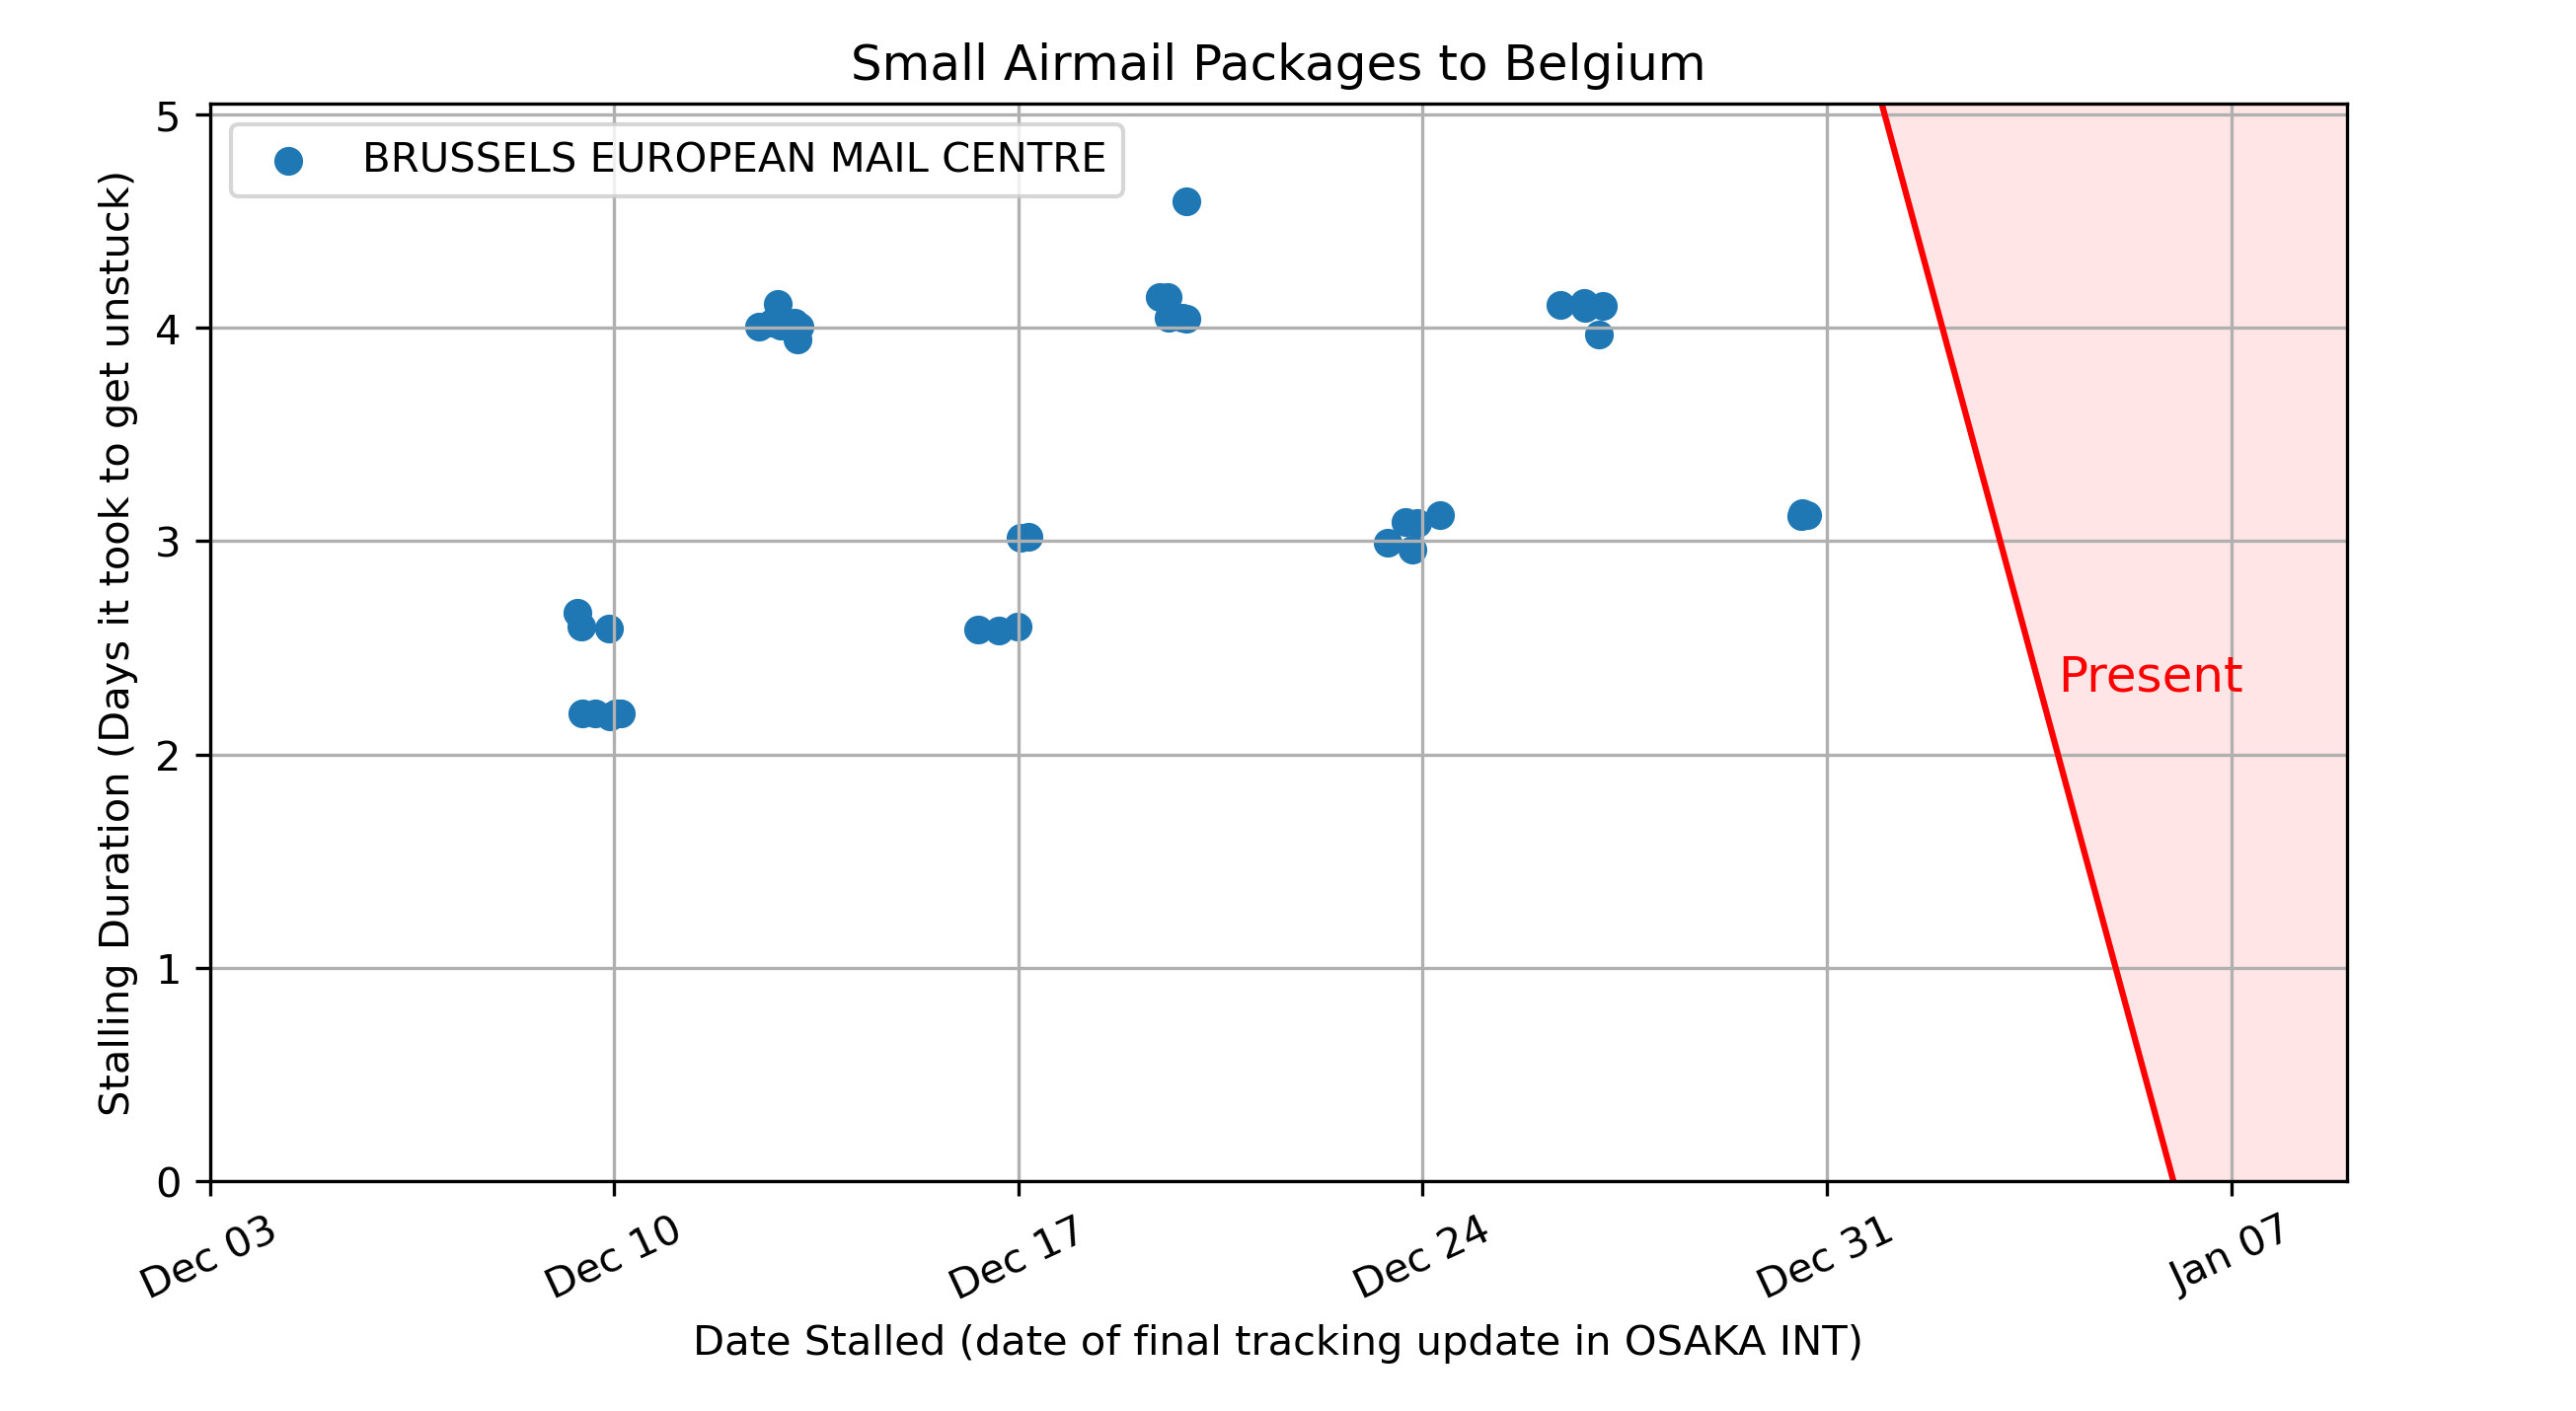 Small Airmail Packages to Belgium
BRUSSELS EUROPEAN MAIL CENTRE
Stalling Duration (Days it took to get unstuck)
5
4
3
2
1
0
Present
Dec 03
Dec 10
Dec 17
Dec 24
Dec 31
Jan 07
Date Stalled (date of final tracking update in OSAKA INT)